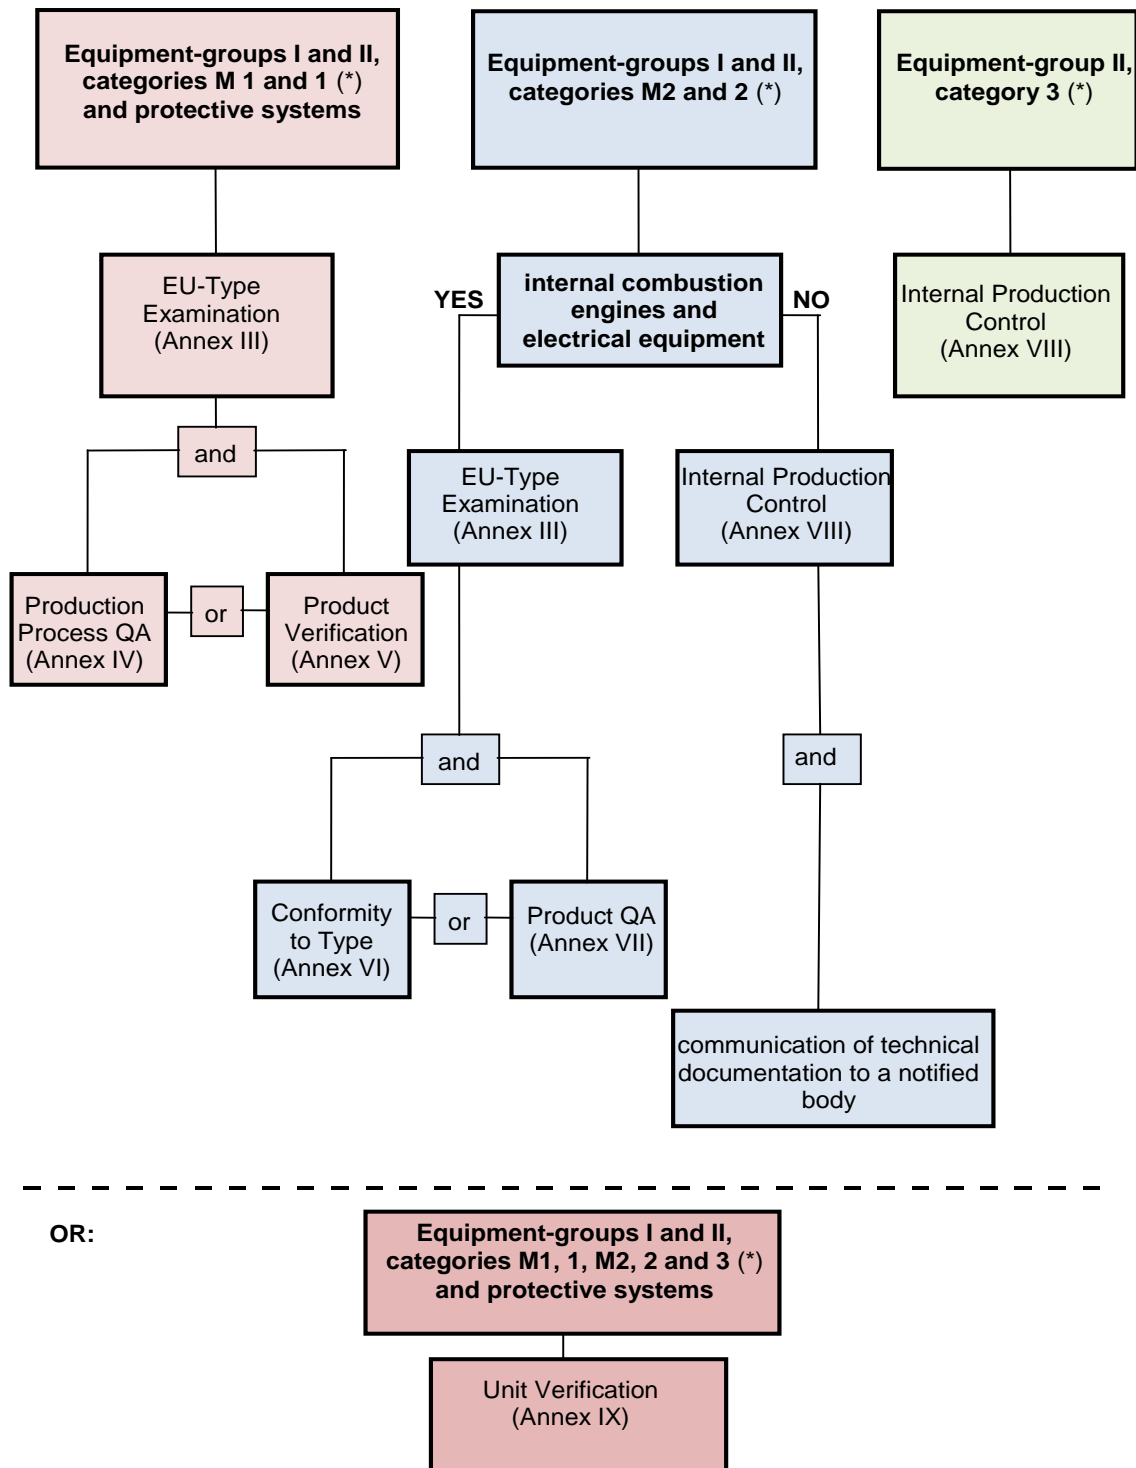 Equipment-groups I and II,
categories M 1 and 1 (*)
and protective systems
Equipment-groups I and II,
categories M2 and 2 (*)
Equipment-group II,
category 3 (*)
EU-Type
Examination
(Annex III)
YES
internal combustion
engines and
electrical equipment
NO
Internal Production
Control
(Annex VIII)
and
EU-Type
Examination
(Annex III)
Internal Production
Control
(Annex VIII)
Production
Process QA
(Annex IV)
or
Product
Verification
(Annex V)
and
and
Conformity
to Type
(Annex VI)
or
Product QA
(Annex VII)
communication of technical
documentation to a notified
body
OR:
Equipment-groups I and II,
categories M1, 1, M2, 2 and 3 (*)
and protective systems
Unit Verification
(Annex IX)